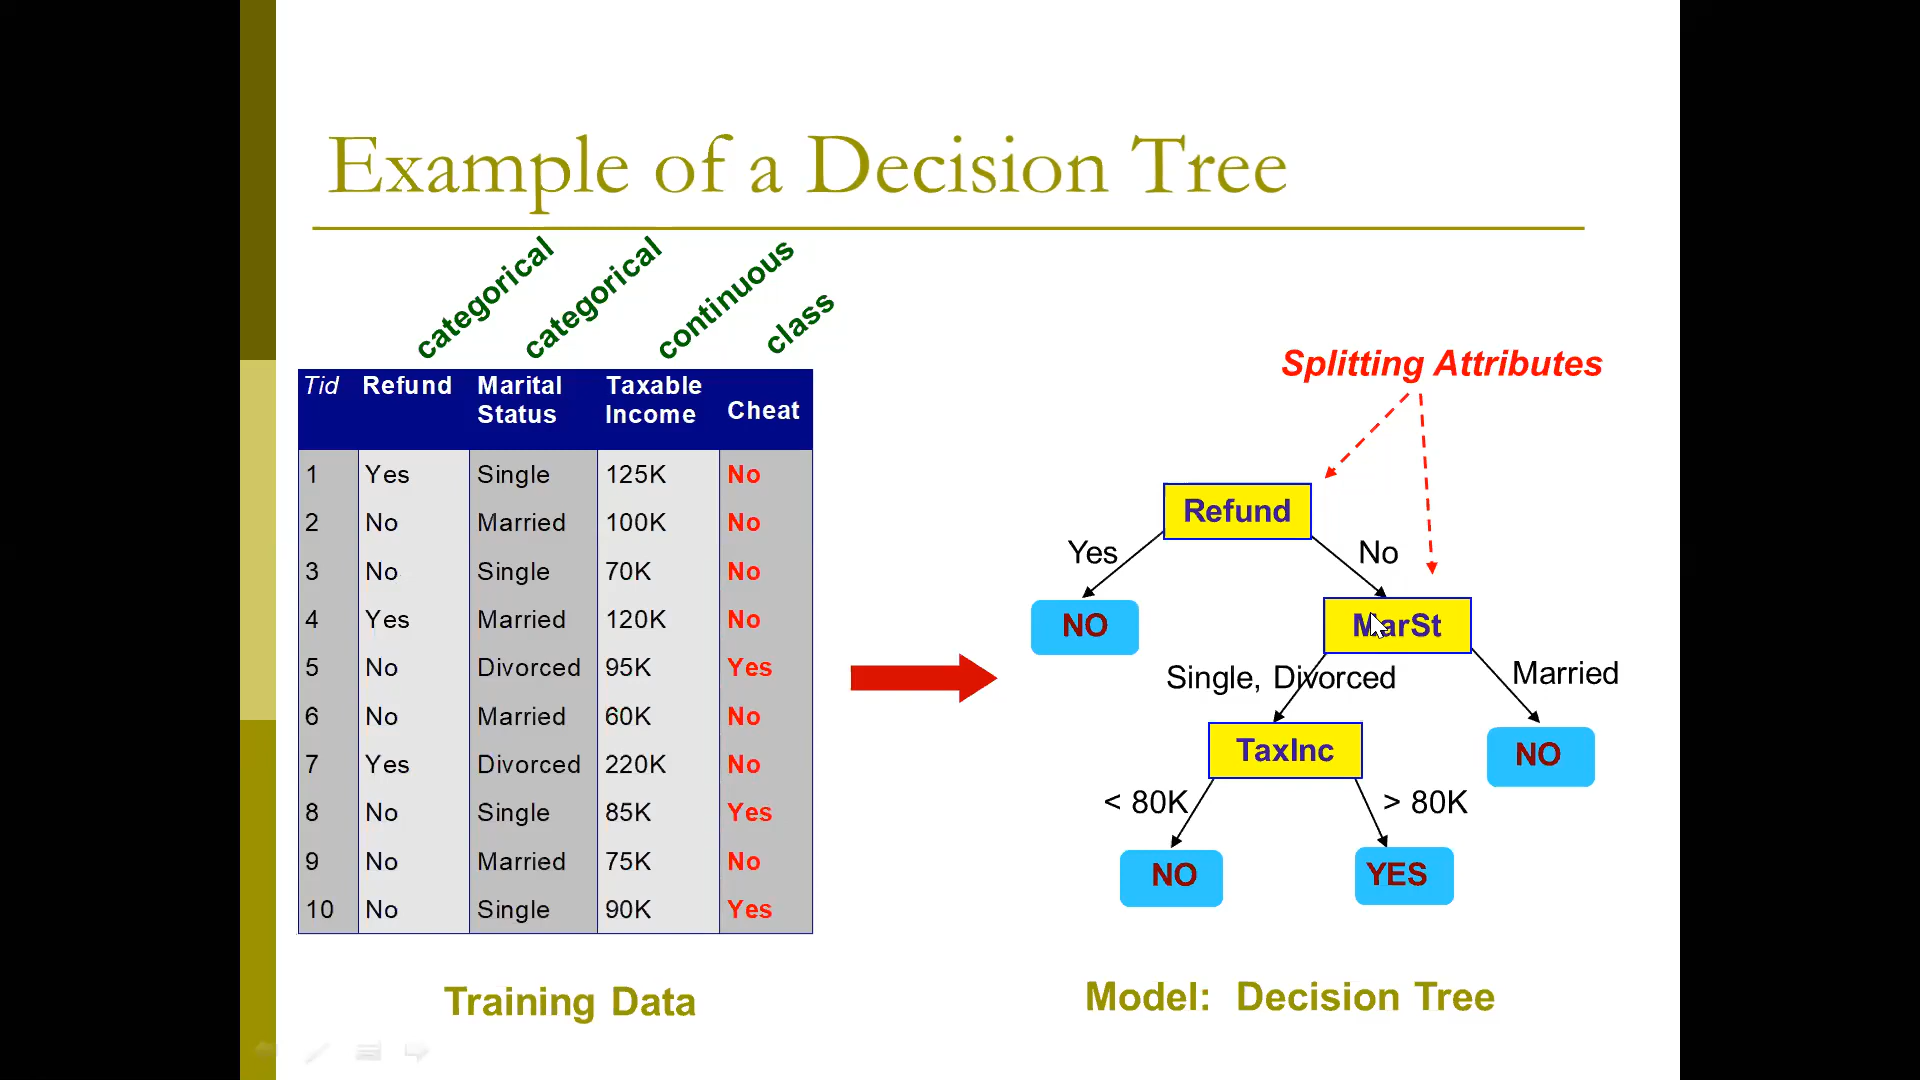 Example of a Decision Tree
categorical
categorical
continuous
class
Tid Refund Marital Status Taxable Income Cheat
1 Yes Single 125K No
2 No Married 100K No
3 No Single 70K No
4 Yes Married 120K No
5 No Divorced 95K Yes
6 No Married 60K No
7 Yes Divorced 220K No
8 No Single 85K Yes
9 No Married 75K No
10 No Single 90K Yes
Training Data
Splitting Attributes
Refund
Yes
No
NO
MarSt
Single, Divorced
Married
TaxInc
NO
< 80K
> 80K
NO
YES
Model: Decision Tree